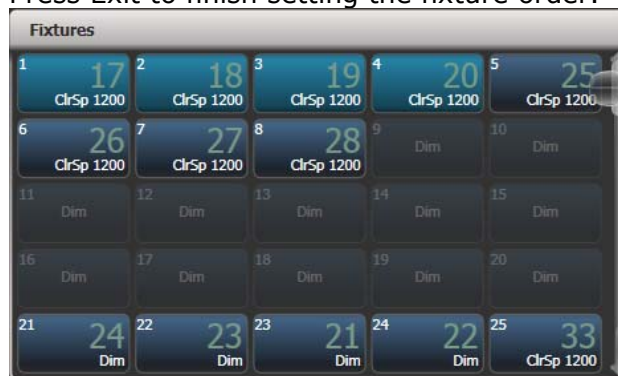 Press Exit to finish setting the fixture order.
Fixtures
1 17 2 18 3 19 4 20 5 25
ClrSp 1200 ClrSp 1200 ClrSp 1200 ClrSp 1200 ClrSp 1200
6 26 7 27 8 28 9 10
ClrSp 1200 ClrSp 1200 ClrSp 1200 Dim Dim
11 12 13 14 15
Dim Dim Dim Dim Dim
16 17 18 19 20
Dim Dim Dim Dim Dim
21 24 22 23 23 21 24 22 25 33
Dim Dim Dim Dim ClrSp 1200